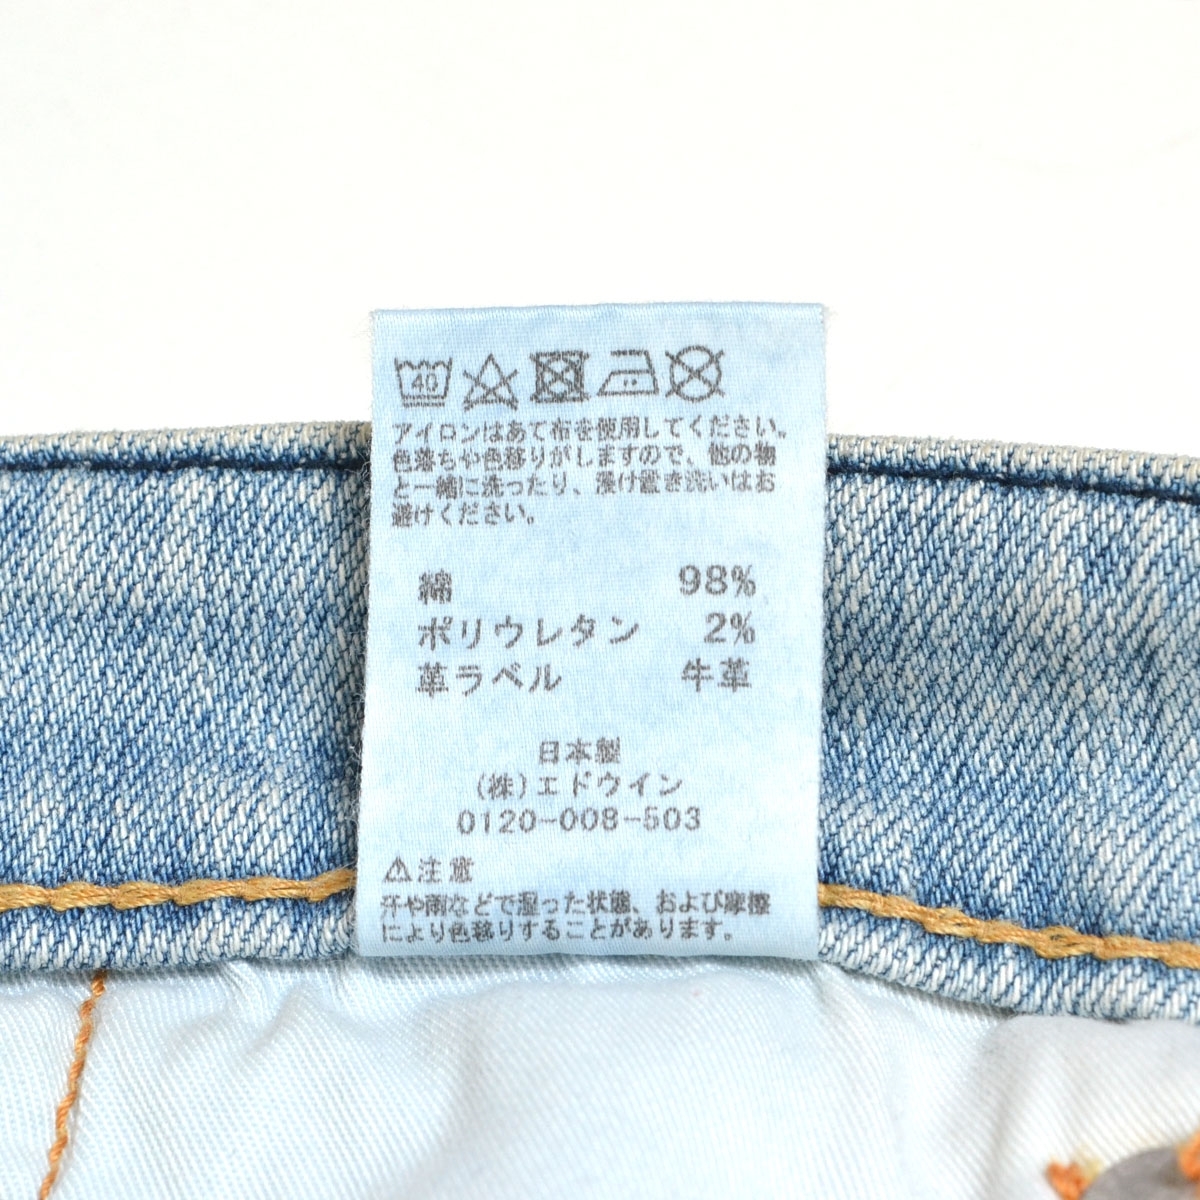 40
アイロンはあて布を使用してください。
色落ちや色移りがしますので、他の物
と一緒に洗ったり、浸け置き洗いはお
避けください。
綿 98%
ポリウレタン 2%
革ラベル 牛革
日本製
(株)エドウイン
0120-008-503
⚠注意
汗や雨などで湿った状態、および摩擦
により色移りすることがあります。